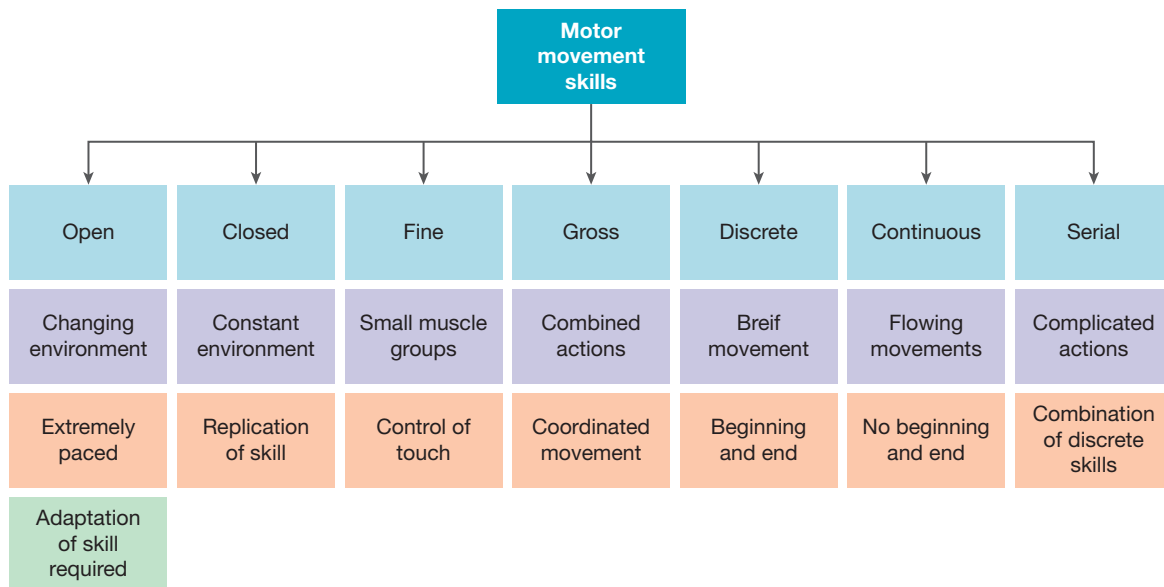 Motor
movement
skills
Open
Closed
Fine
Gross
Discrete
Continuous
Serial
Changing
environment
Constant
environment
Small muscle
groups
Combined
actions
Breif
movement
Flowing
movements
Complicated
actions
Extremely
paced
Replication
of skill
Control of
touch
Coordinated
movement
Beginning
and end
No beginning
and end
Combination
of discrete
skills
Adaptation
of skill
required